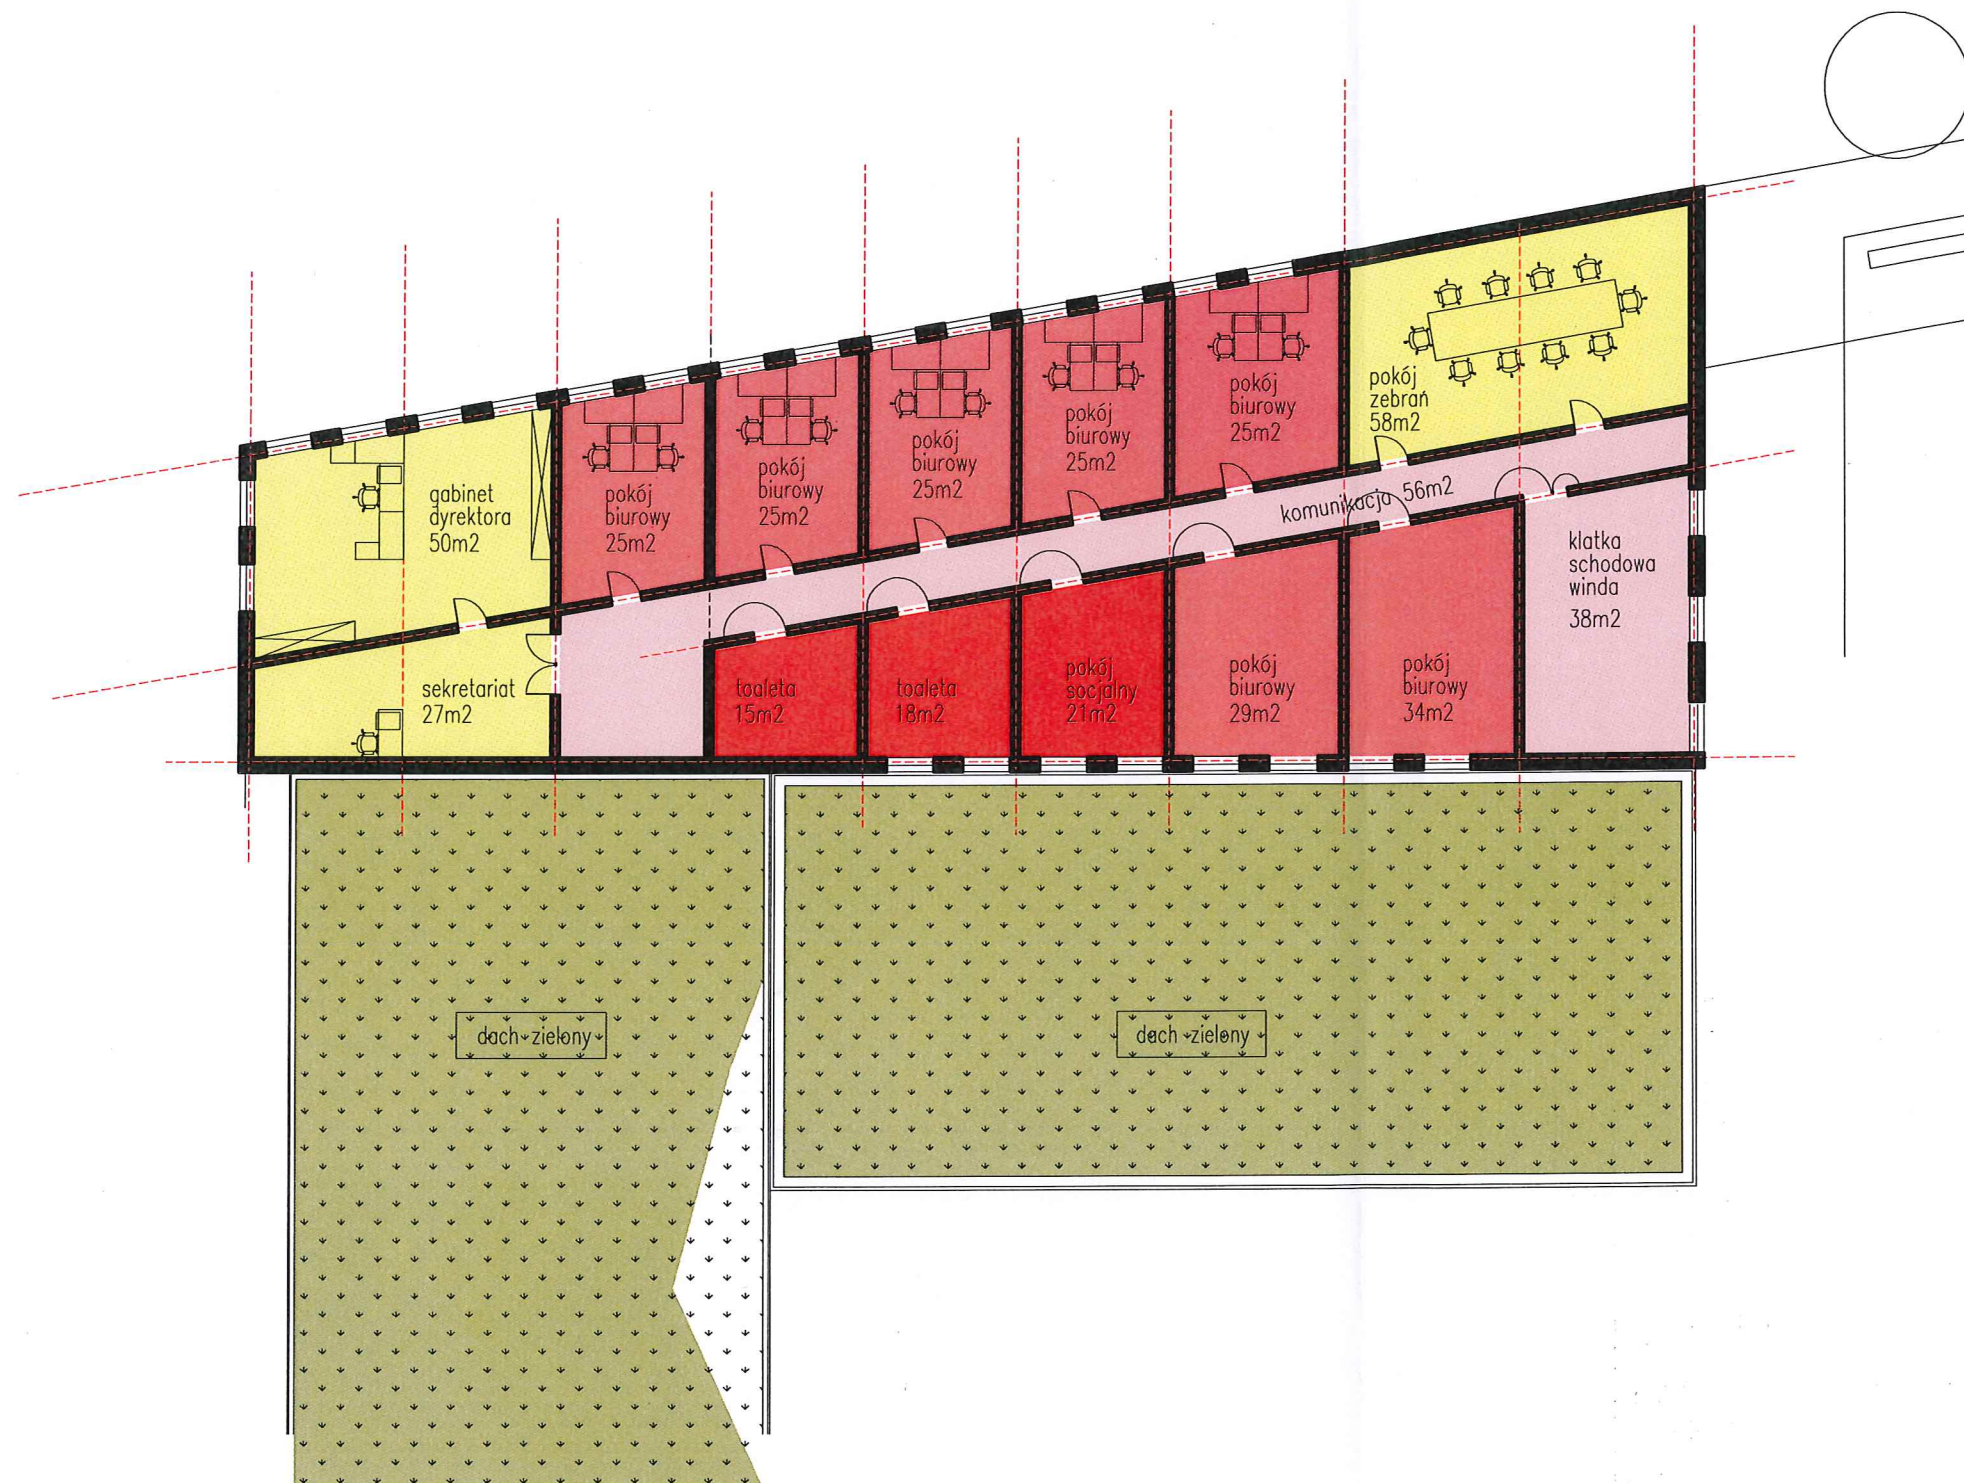 pokój
zebrań
58m2
pokój
biurowy
25m2
pokój
biurowy
25m2
pokój
biurowy
25m2
pokój
biurowy
25m2
pokój
biurowy
25m2
gabinet
dyrektora
50m2
komunikacja 56m2
klatka
schodowa
winda
38m2
sekretariat
27m2
toaleta
15m2
toaleta
18m2
pokój
socjalny
21m2
pokój
biurowy
29m2
pokój
biurowy
34m2
dach zielony
dach zielony